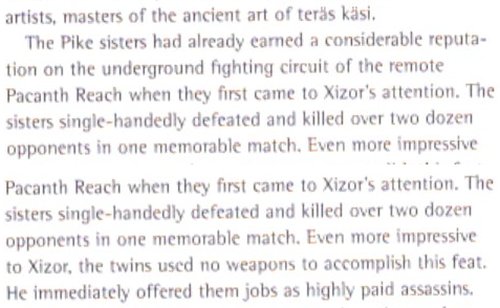 artists, masters of the ancient art of teräs käsi.
The Pike sisters had already earned a considerable reputa-
tion on the underground fighting circuit of the remote
Pacanth Reach when they first came to Xizor's attention. The
sisters single-handedly defeated and killed over two dozen
opponents in one memorable match. Even more impressive
Pacanth Reach when they first came to Xizor's attention. The
sisters single-handedly defeated and killed over two dozen
opponents in one memorable match. Even more impressive
to Xizor, the twins used no weapons to accomplish this feat.
He immediately offered them jobs as highly paid assassins.